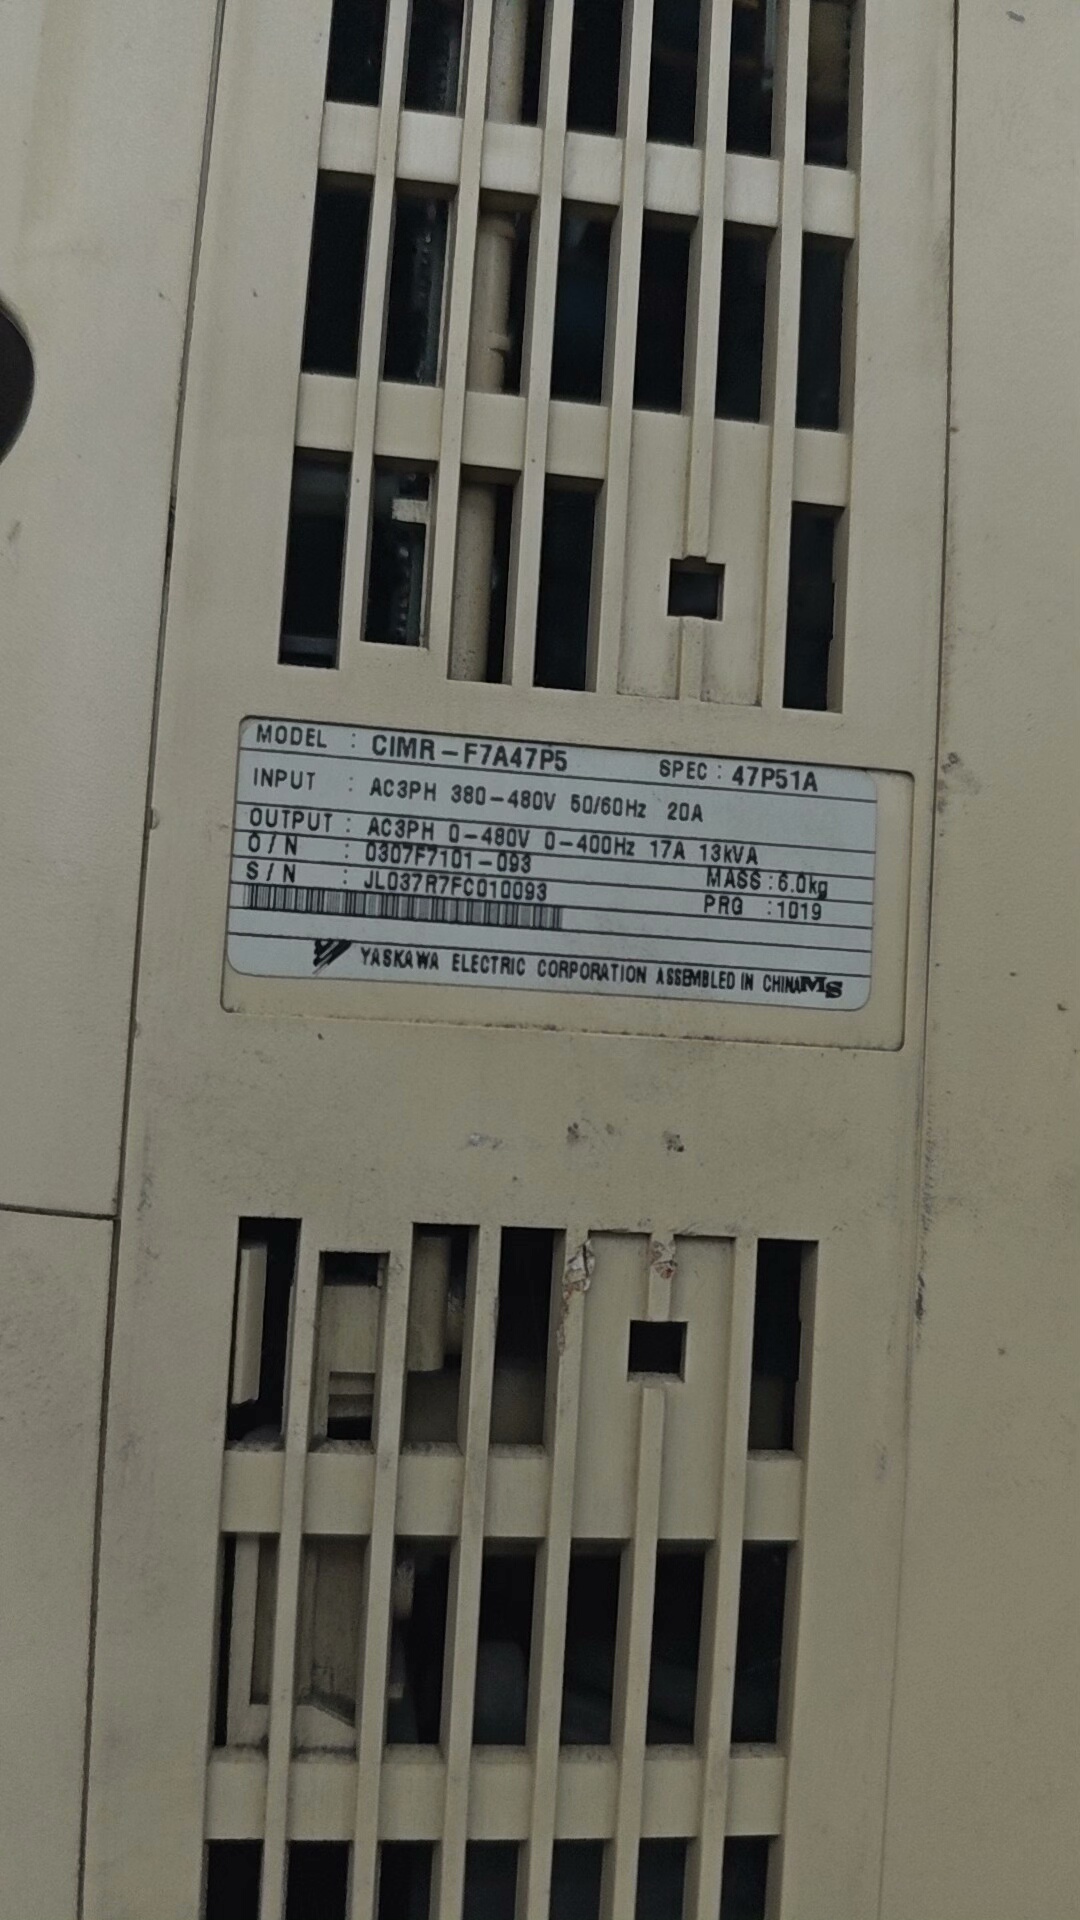 MODEL : CIMR-F7A47P5 SPEC : 47P51A
INPUT : AC3PH 380-480V 50/60Hz 20A
OUTPUT : AC3PH 0-480V 0-400Hz 17A 13kVA
O/N : 0307F7101-093 MASS : 6.0kg
S/N : JL037R7FC010093 PRG : 1019
YASKAWA ELECTRIC CORPORATION ASSEMBLED IN CHINA MS